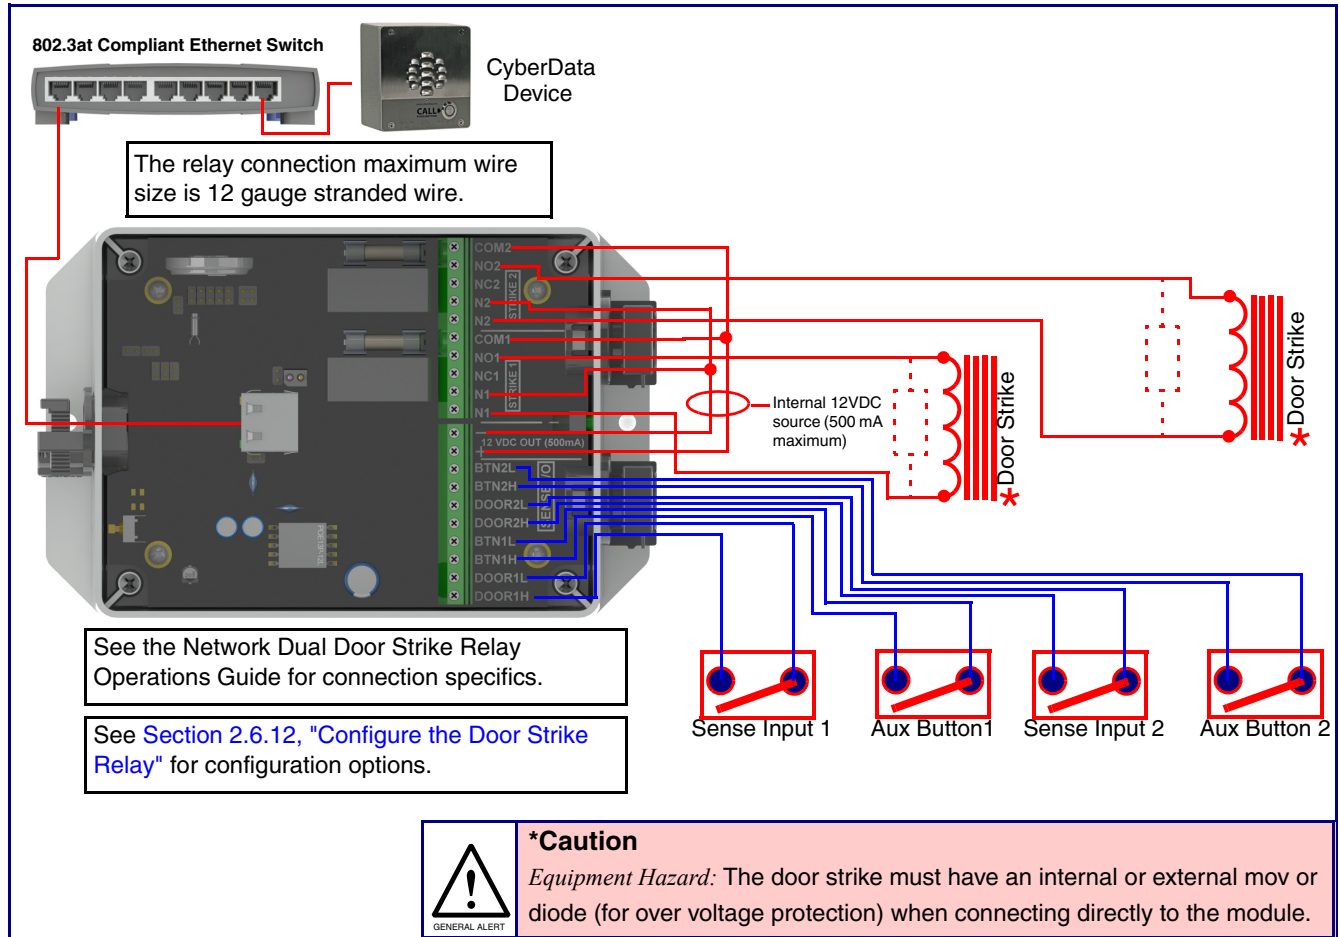 802.3at Compliant Ethernet Switch
CyberData
Device
CALL
The relay connection maximum wire
size is 12 gauge stranded wire.
COM2
NO2
NC2
N2
N2
STRIKE 2
COM1
NO1
NC1
N1
N1
STRIKE 1
-
12 VDC OUT (500mA)
+
BTN2L
BTN2H
DOOR2L
DOOR2H
BTN1L
BTN1H
DOOR1L
DOOR1H
Internal 12VDC
source (500 mA
maximum)
*Door Strike
*Door Strike
Sense Input 1
Aux Button1
Sense Input 2
Aux Button 2
See the Network Dual Door Strike Relay
Operations Guide for connection specifics.
See Section 2.6.12, "Configure the Door Strike
Relay" for configuration options.
GENERAL ALERT
*Caution
Equipment Hazard: The door strike must have an internal or external mov or
diode (for over voltage protection) when connecting directly to the module.